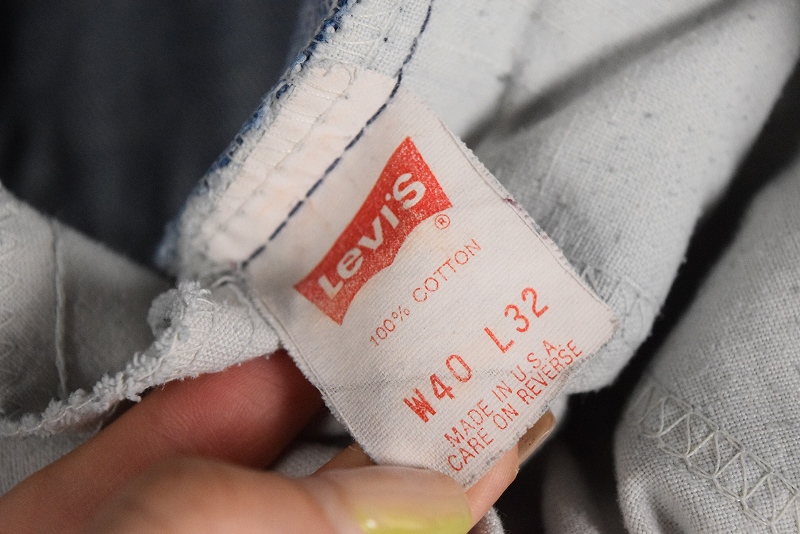 Levi's ®
100% COTTON
W40 L32
MADE IN U.S.A.
CARE ON REVERSE